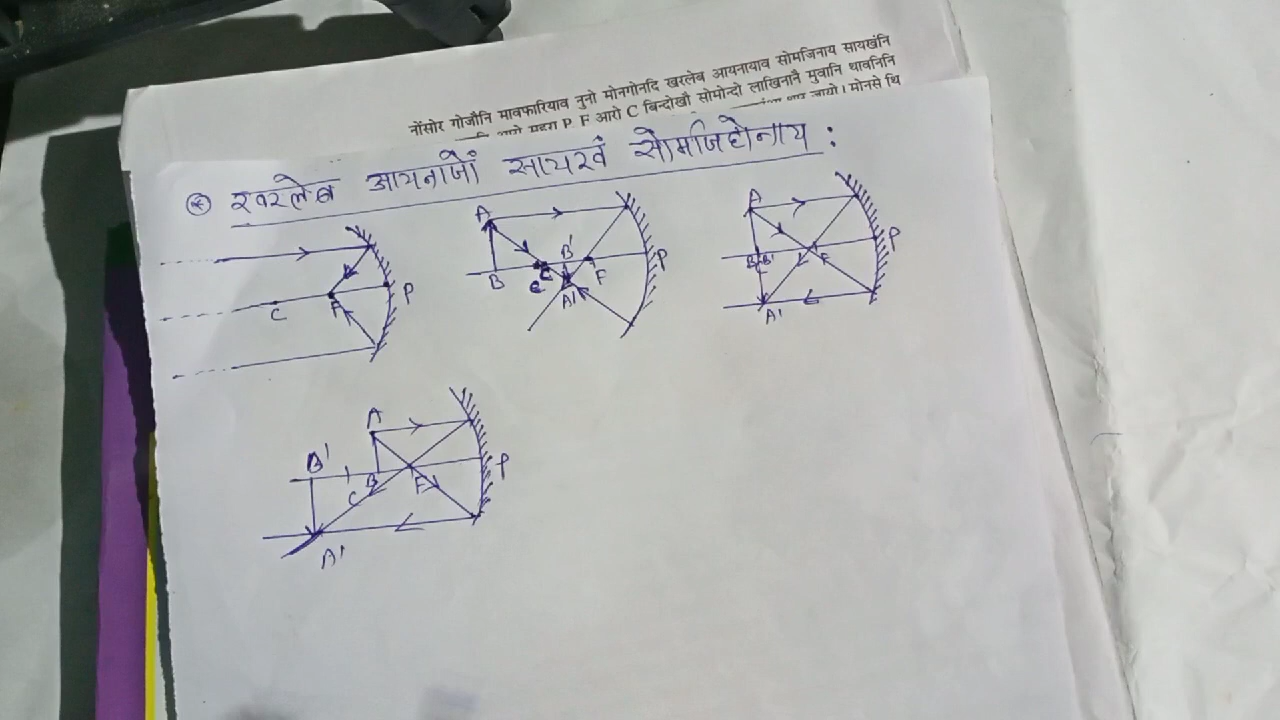 नोंसोर गोजौनि मावफारियाव नुनो मोनगोनदि खरलेब आयनायाव सोमजिनाय सायखंनि
आरो C बिन्दोखौ सोमोन्दो लाखिनानै मुवानि थावनिनि
P, F
जायो। मोनसे थि
* खरलेब आयनाजों सायखं सोमजिहोनाय :
C F P
A B C B' A' F P
A B B' F P A'
A B' B C F P A'